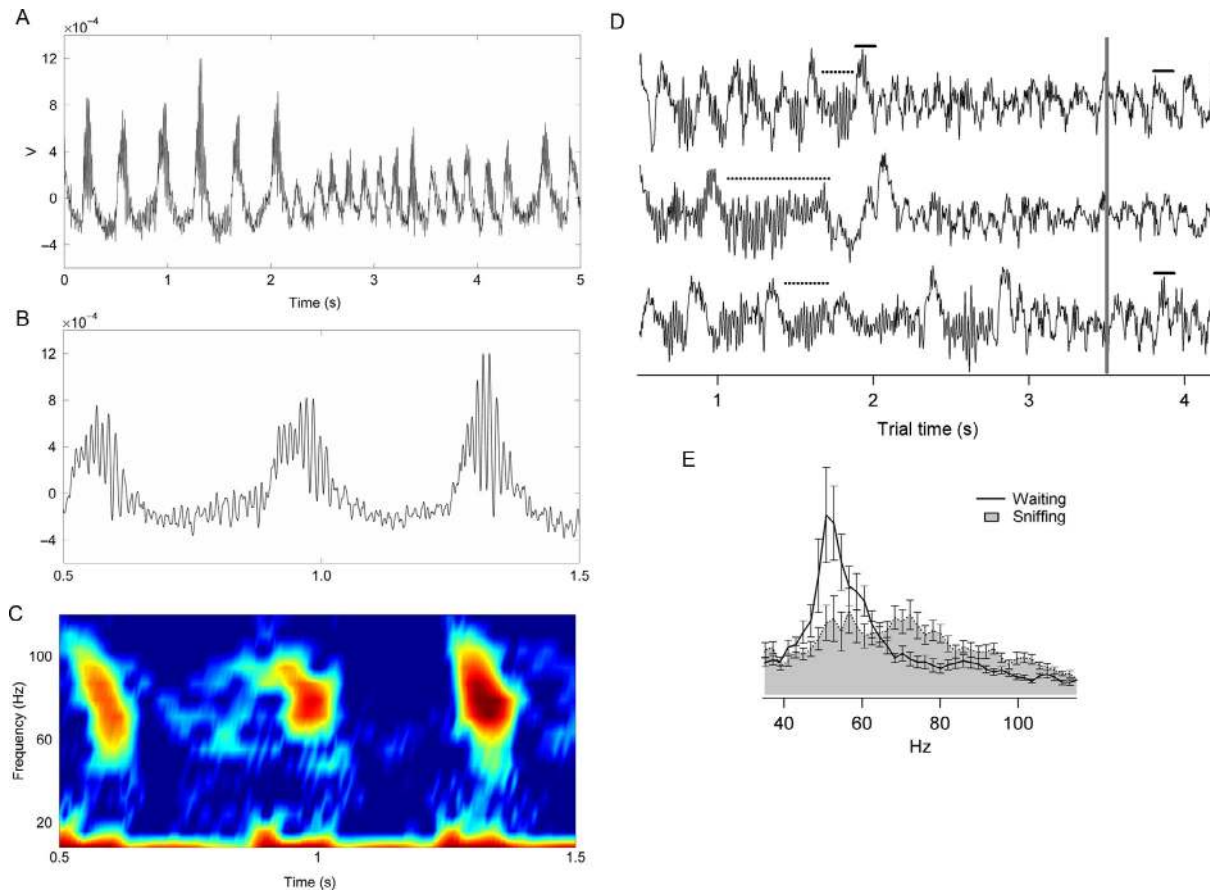 A
×10⁻⁴
12
8
V
4
0
−4
0 1 2 3 4 5
Time (s)
B
×10⁻⁴
12
8
4
0
−4
0.5 1.0 1.5
C
100
Frequency (Hz)
60
20
0.5 1 1.5
Time (s)
D
1 2 3 4
Trial time (s)
E
Waiting
Sniffing
40 60 80 100
Hz